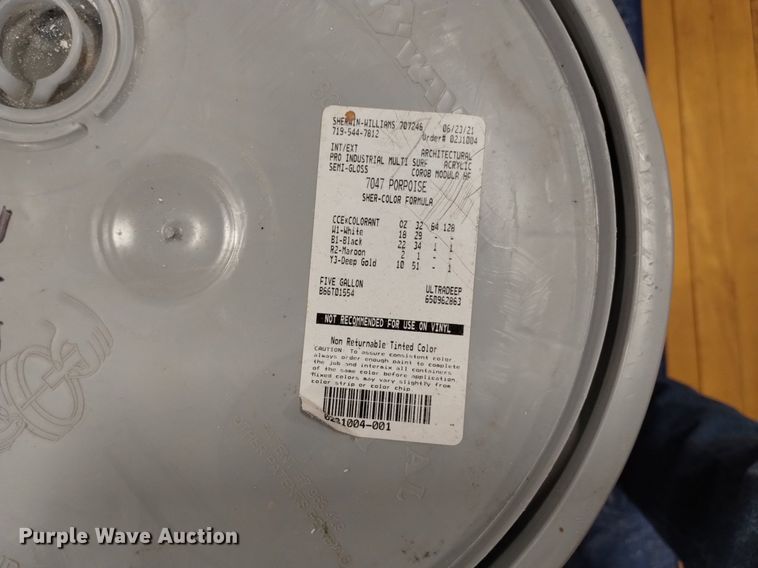 SHERWIN-WILLIAMS 707246 06/23/21
719-544-7812 Order# 0231004
INT/EXT ARCHITECTURAL
PRO INDUSTRIAL MULTI SURF ACRYLIC
SEMI-GLOSS COROB MODULA HF
7047 PORPOISE
SHER-COLOR FORMULA
CCE*COLORANT OZ 32 64 128
W1-White 18 29 - -
B1-Black 22 34 1 1
R2-Maroon 2 1 - -
Y3-Deep Gold 10 51 - 1
FIVE GALLON ULTRADEEP
B66T01554 650962863
NOT RECOMMENDED FOR USE ON VINYL
Non Returnable Tinted Color
CAUTION: To assure consistent color
always order enough paint to complete
the job and intermix all containers
of the same color before application.
Mixed colors may vary slightly from
color strip or color chip.
0231004-001
Purple Wave Auction